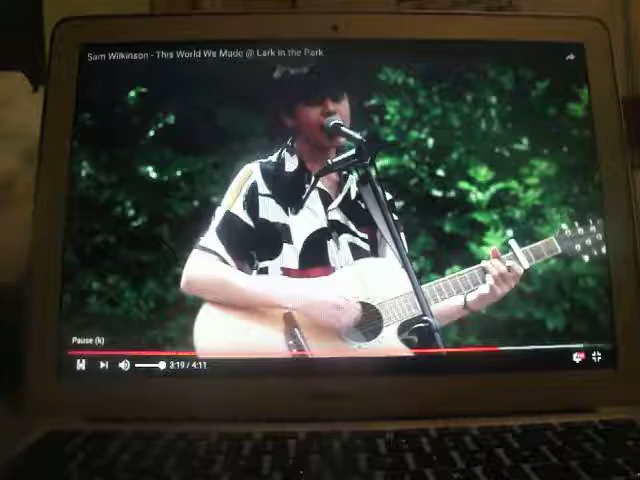 Sam Wilkinson - This World We Made @ Lark in the Park
Pause (k)
3:19 / 4:11